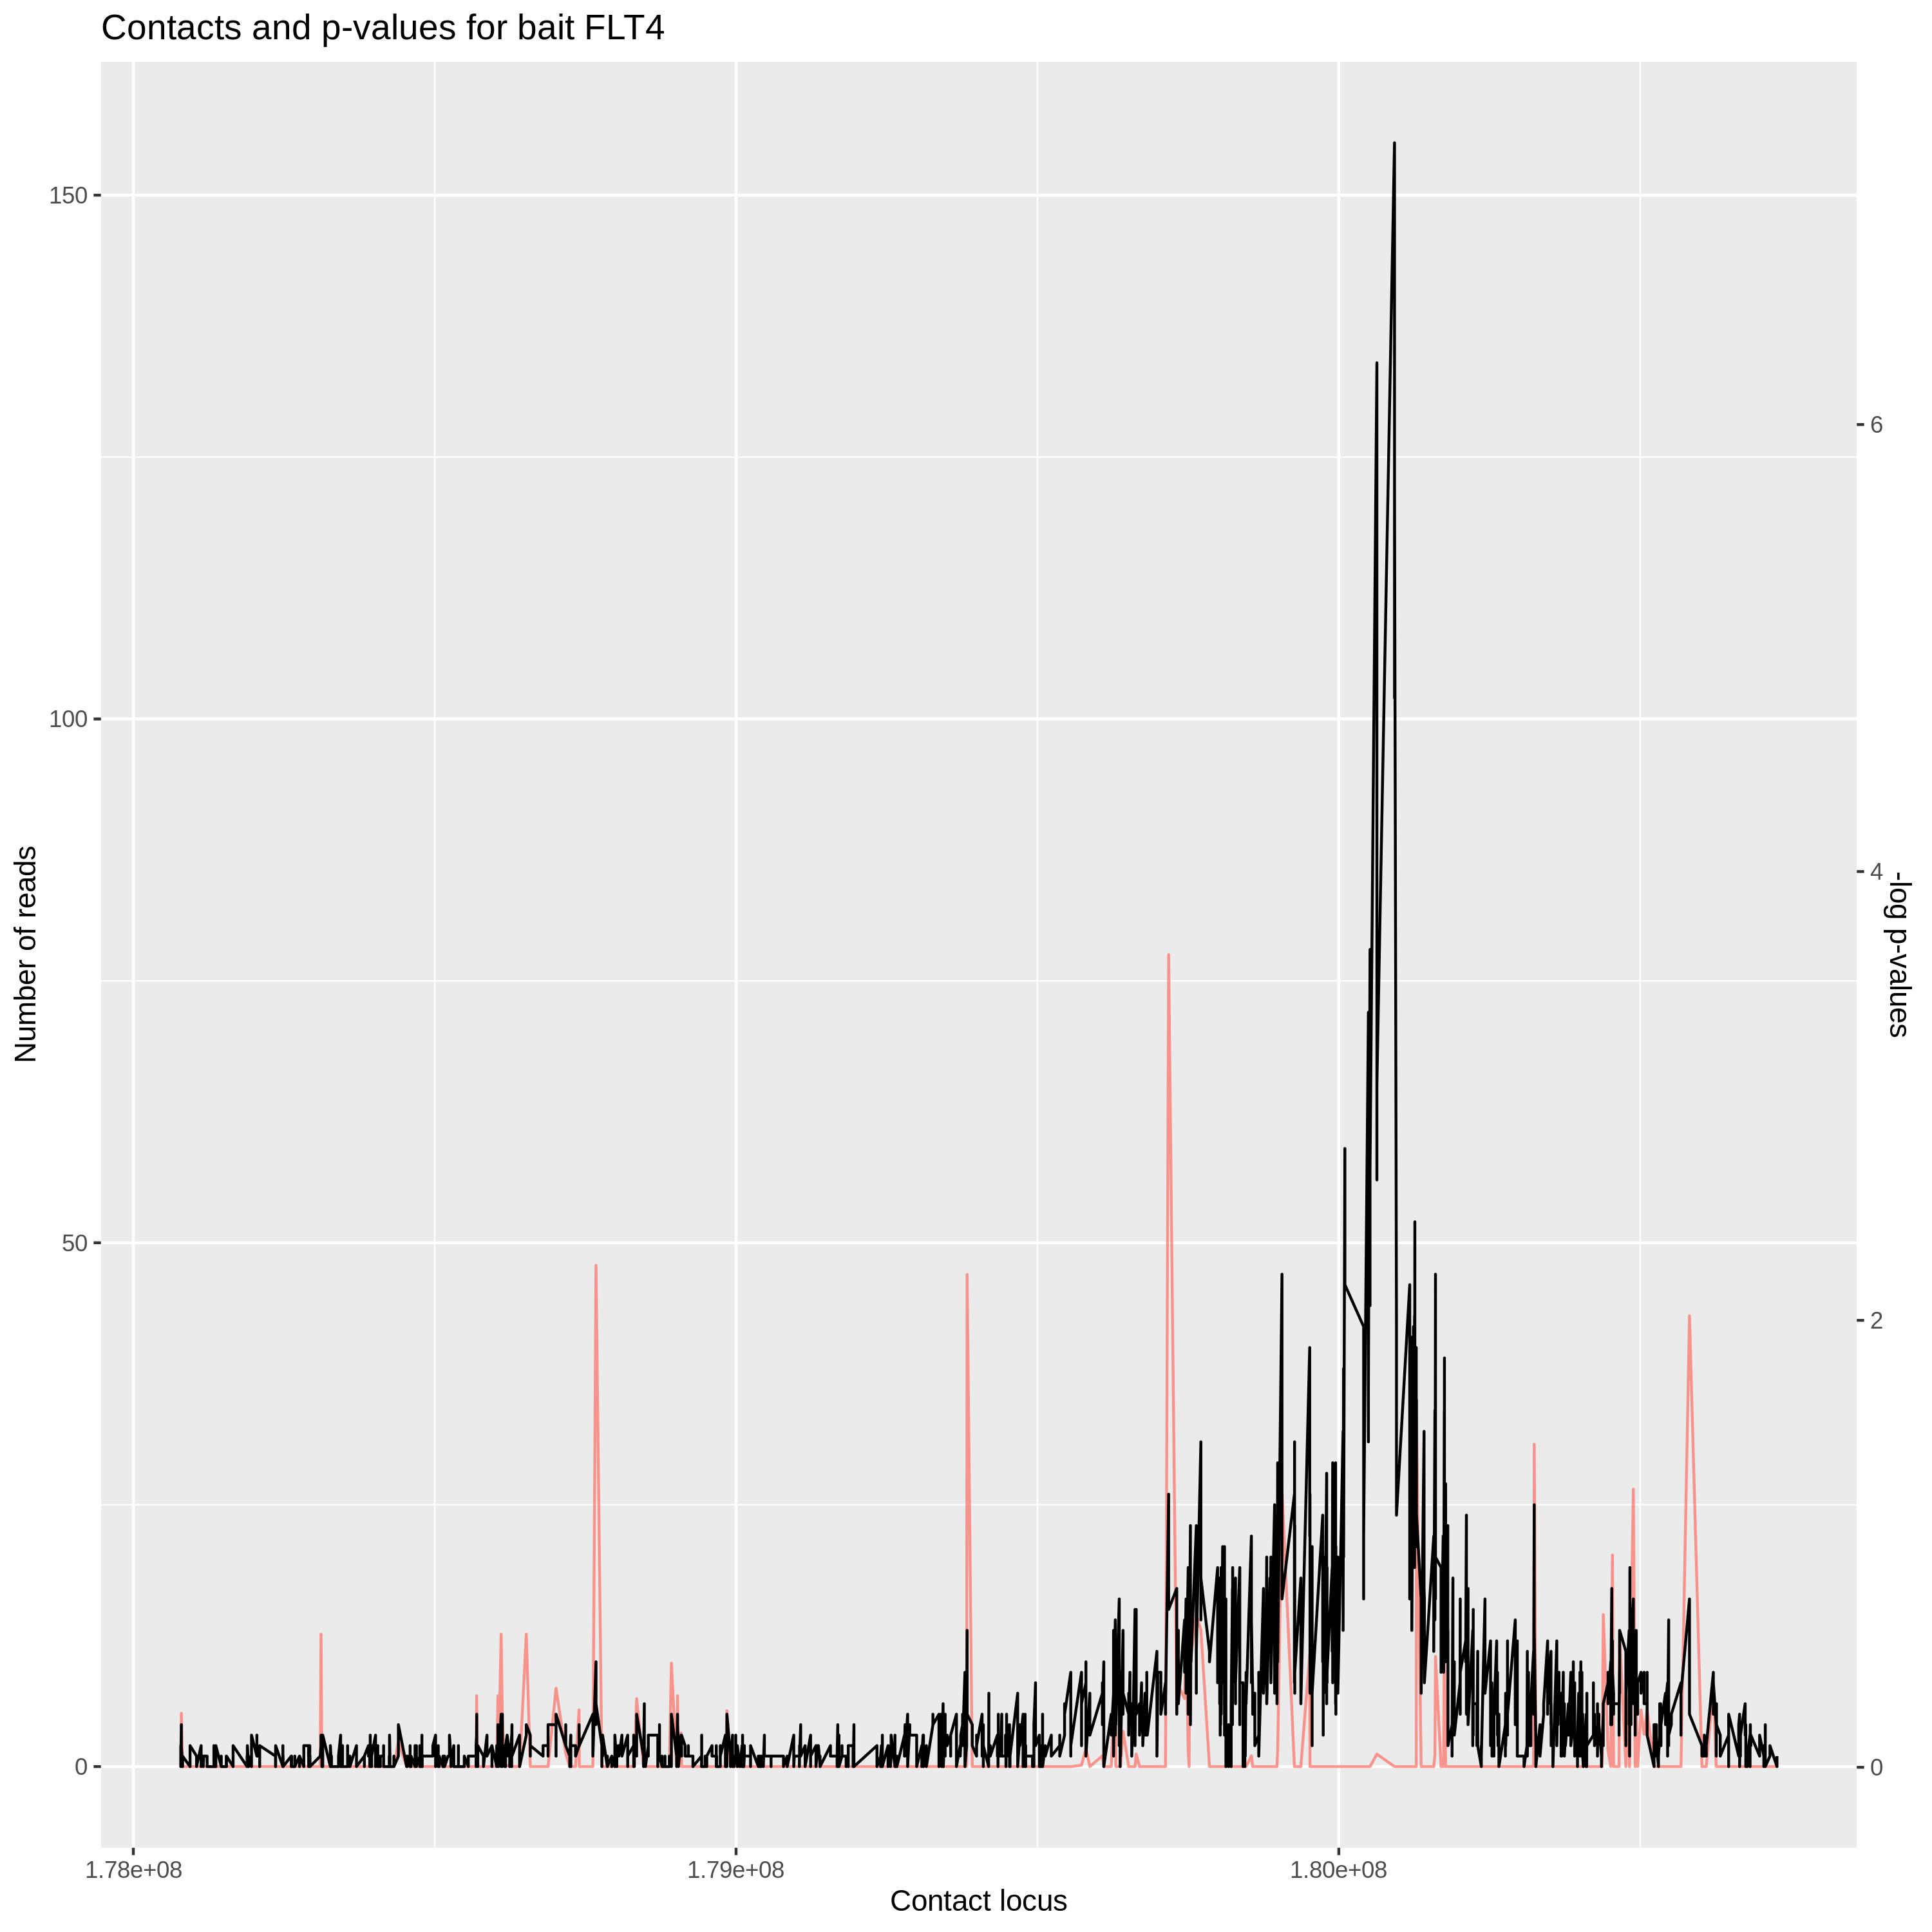 Contacts and p-values for bait FLT4
150
100
50
0
Number of reads
6
4
2
0
-log p-values
1.78e+08
1.79e+08
1.80e+08
Contact locus